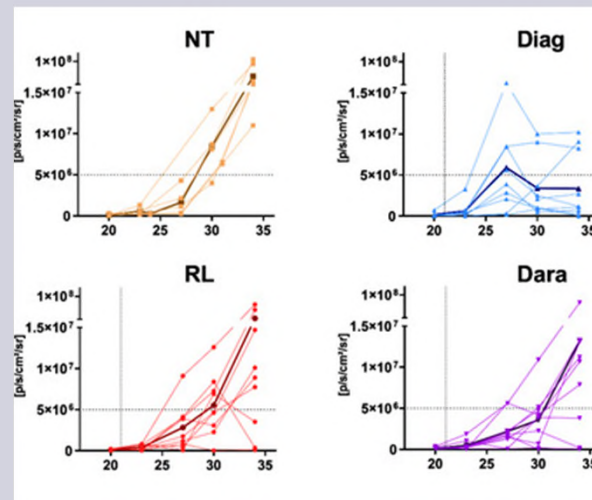 NT
1×10⁸
1.5×10⁷
1×10⁷
5×10⁶
0
[p/s/cm²/sr]
20 25 30 35
Diag
1×10⁸
1.5×10⁷
1×10⁷
5×10⁶
0
[p/s/cm²/sr]
20 25 30 35
RL
1×10⁸
1.5×10⁷
1×10⁷
5×10⁶
0
[p/s/cm²/sr]
20 25 30 35
Dara
1×10⁸
1.5×10⁷
1×10⁷
5×10⁶
0
[p/s/cm²/sr]
20 25 30 35